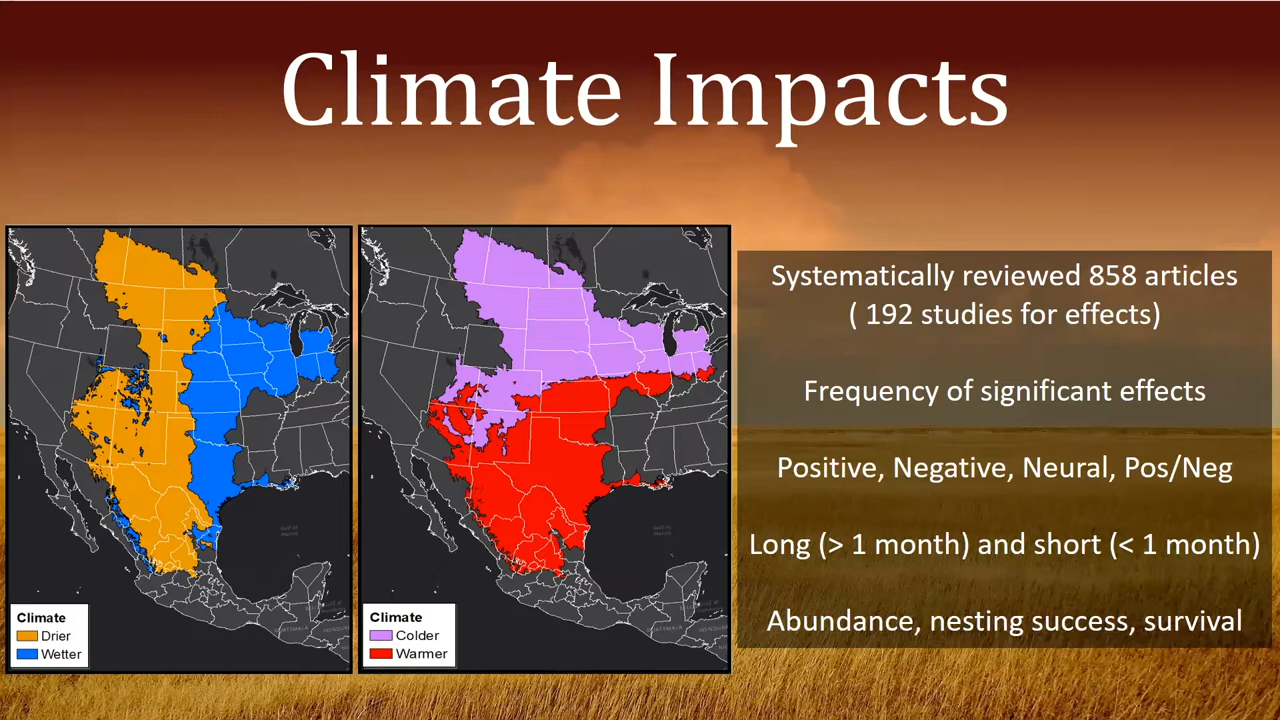 Climate Impacts
Systematically reviewed 858 articles
( 192 studies for effects)
Frequency of significant effects
Positive, Negative, Neural, Pos/Neg
Long (> 1 month) and short (< 1 month)
Abundance, nesting success, survival
Climate
Drier
Wetter
Climate
Colder
Warmer